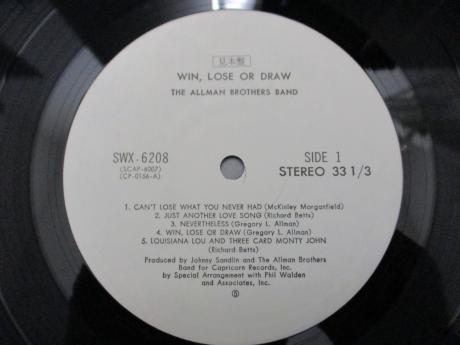 見本盤
WIN, LOSE OR DRAW
THE ALLMAN BROTHERS BAND
SWX-6208
(SCAP-6007)
(CP-0156-A)
SIDE 1
STEREO 33 1/3
1. CAN'T LOSE WHAT YOU NEVER HAD (McKinley Morganfield)
2. JUST ANOTHER LOVE SONG (Richard Betts)
3. NEVERTHELESS (Gregory L. Allman)
4. WIN, LOSE OR DRAW (Gregory L. Allman)
5. LOUISIANA LOU AND THREE CARD MONTY JOHN
(Richard Betts)
Produced by Johnny Sandlin and The Allman Brothers
Band for Capricorn Records, Inc.
by Special Arrangement with Phil Walden
and Associates, Inc.
Ⓢ